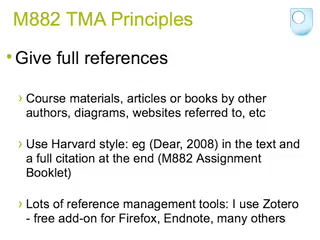 M882 TMA Principles
• Give full references
› Course materials, articles or books by other
authors, diagrams, websites referred to, etc
› Use Harvard style: eg (Dear, 2008) in the text and
a full citation at the end (M882 Assignment
Booklet)
› Lots of reference management tools: I use Zotero
- free add-on for Firefox, Endnote, many others